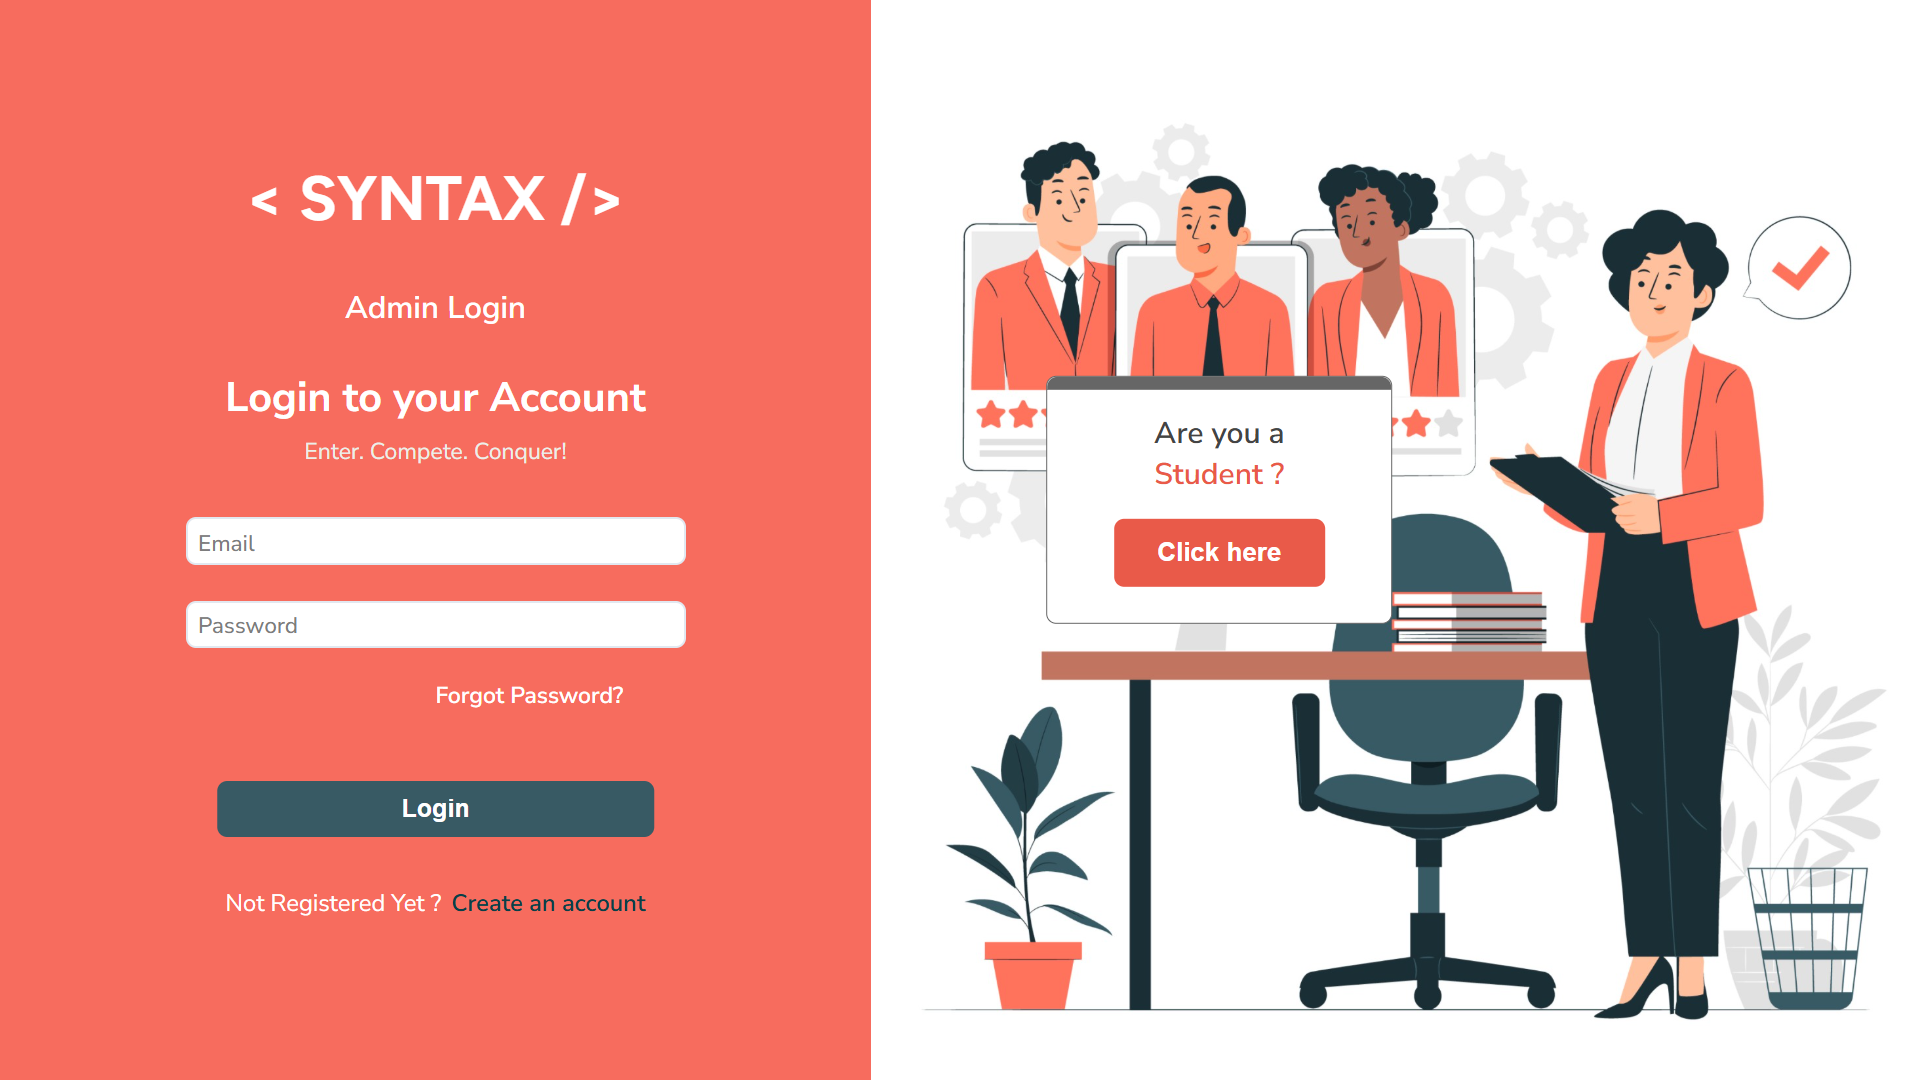 < SYNTAX />
Admin Login
Login to your Account
Enter. Compete. Conquer!
Email
Password
Forgot Password?
Login
Not Registered Yet ? Create an account
Are you a
Student ?
Click here